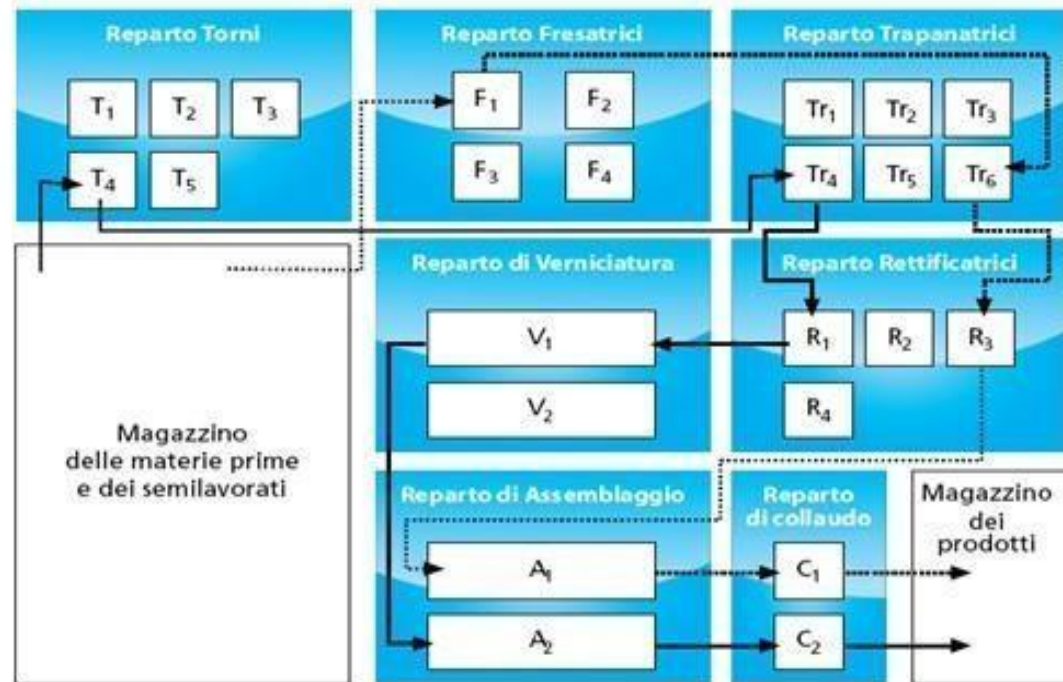 Reparto Torni
T1 T2 T3
T4 T5
Reparto Fresatrici
F1 F2
F3 F4
Reparto Trapanatrici
Tr1 Tr2 Tr3
Tr4 Tr5 Tr6
Magazzino
delle materie prime
e dei semilavorati
Reparto di Verniciatura
V1
V2
Reparto Rettificatrici
R1 R2 R3
R4
Reparto di Assemblaggio
A1
A2
Reparto
di collaudo
C1
C2
Magazzino
dei
prodotti